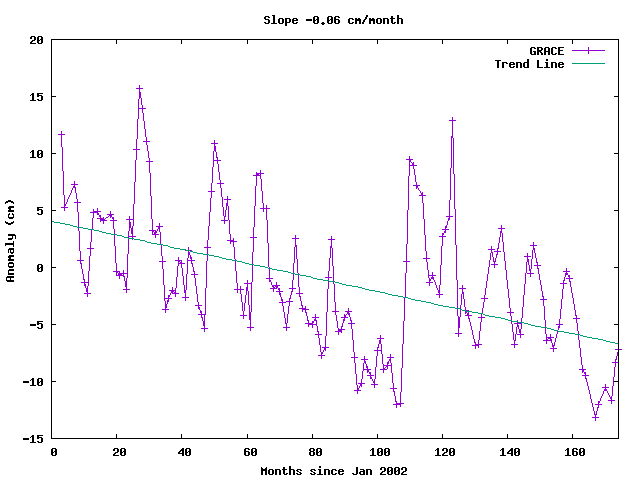 Slope -0.06 cm/month
GRACE
Trend Line
20
15
10
5
0
-5
-10
-15
Anomaly (cm)
0 20 40 60 80 100 120 140 160
Months since Jan 2002